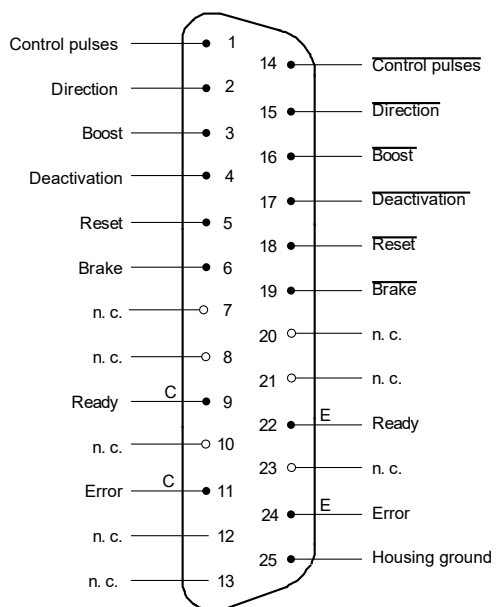 Control pulses 1
14 Control pulses
Direction 2
15 Direction
Boost 3
16 Boost
Deactivation 4
17 Deactivation
Reset 5
18 Reset
Brake 6
19 Brake
n. c. 7
20 n. c.
n. c. 8
21 n. c.
Ready C 9
22 E Ready
n. c. 10
23 n. c.
Error C 11
24 E Error
n. c. 12
25 Housing ground
n. c. 13